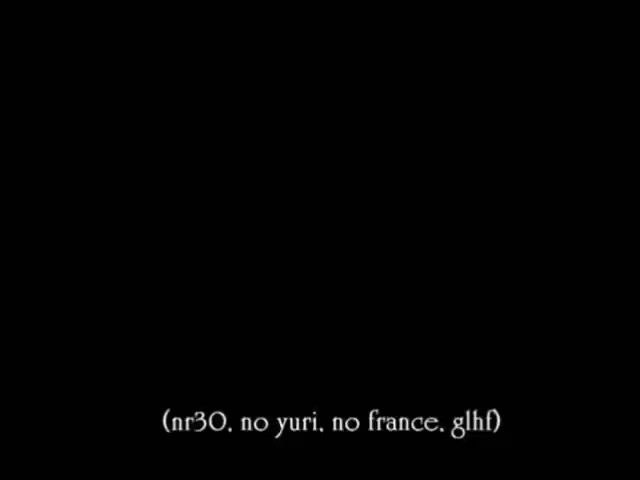 (nr30, no yuri, no france, glhf)